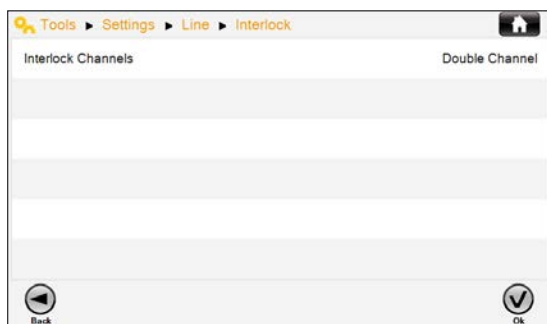 Tools ▶ Settings ▶ Line ▶ Interlock
Interlock Channels Double Channel
Back Ok